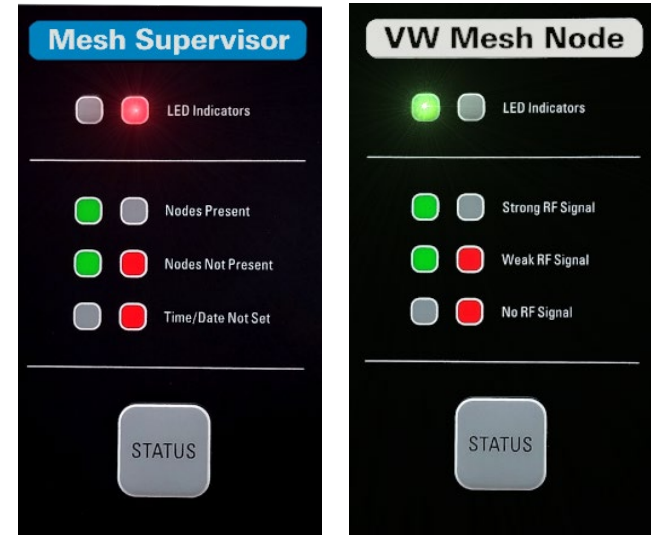 Mesh Supervisor
LED Indicators
Nodes Present
Nodes Not Present
Time/Date Not Set
STATUS
VW Mesh Node
LED Indicators
Strong RF Signal
Weak RF Signal
No RF Signal
STATUS